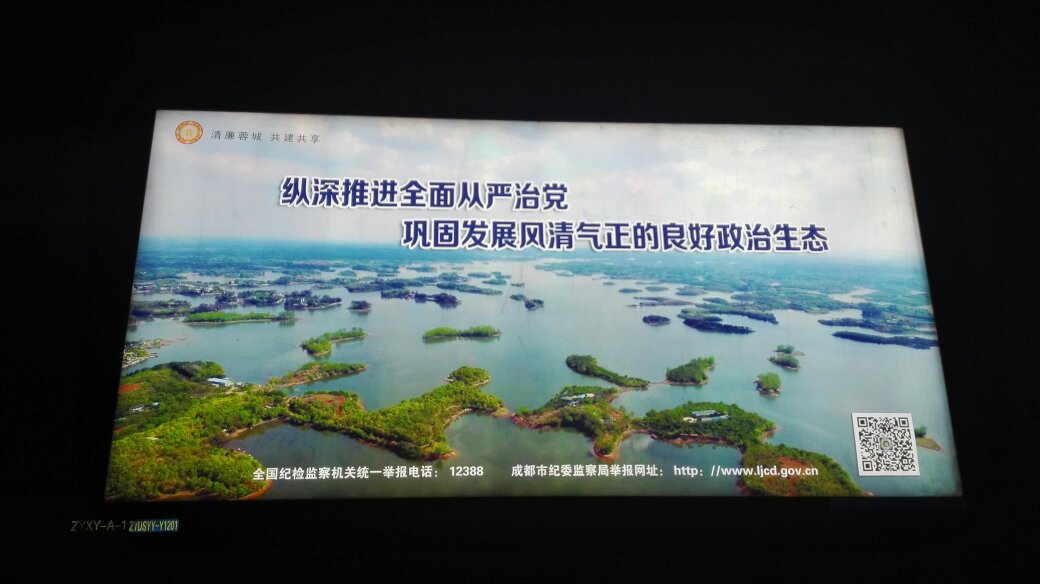 清廉蓉城 共建共享
纵深推进全面从严治党
巩固发展风清气正的良好政治生态
全国纪检监察机关统一举报电话： 12388 成都市纪委监察局举报网址： http：//www.ljcd.gov.cn
ZYXY-A-1 ZYDSYY-Y1201